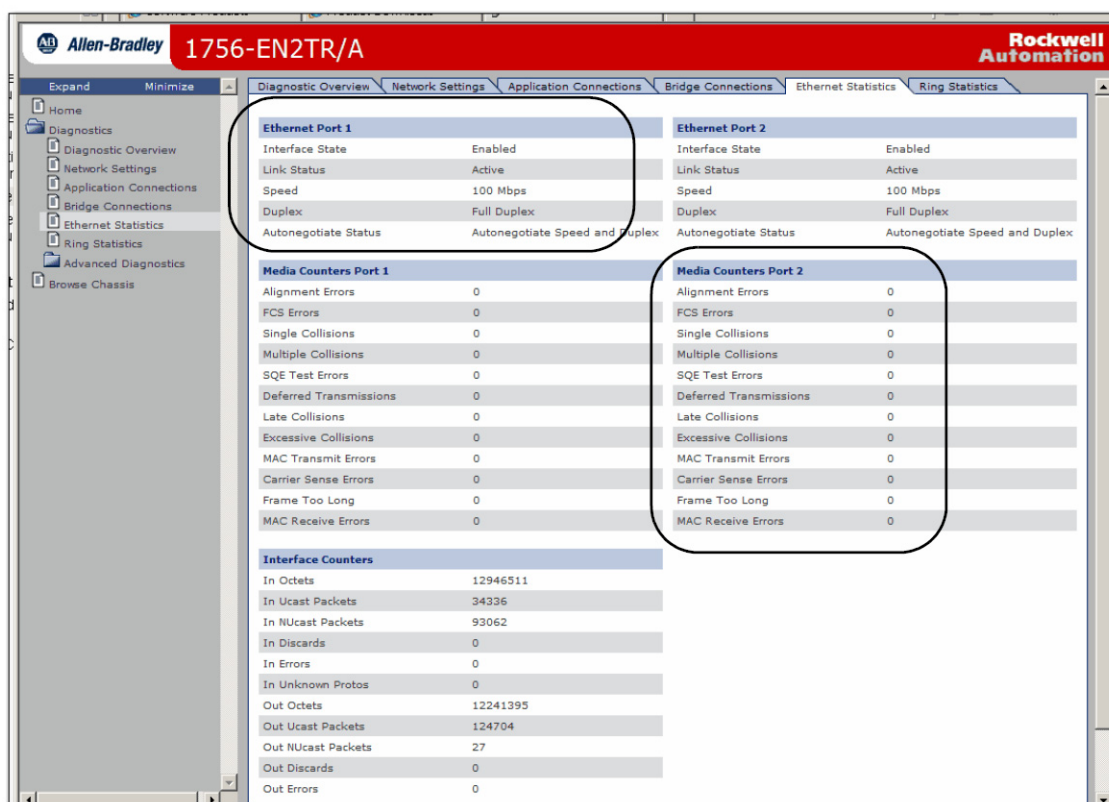 Allen-Bradley 1756-EN2TR/A Rockwell Automation
Expand Minimize
Home
Diagnostics
Diagnostic Overview
Network Settings
Application Connections
Bridge Connections
Ethernet Statistics
Ring Statistics
Advanced Diagnostics
Browse Chassis
Diagnostic Overview Network Settings Application Connections Bridge Connections Ethernet Statistics Ring Statistics
Ethernet Port 1
Interface State Enabled
Link Status Active
Speed 100 Mbps
Duplex Full Duplex
Autonegotiate Status Autonegotiate Speed and Duplex
Ethernet Port 2
Interface State Enabled
Link Status Active
Speed 100 Mbps
Duplex Full Duplex
Autonegotiate Status Autonegotiate Speed and Duplex
Media Counters Port 1
Alignment Errors 0
FCS Errors 0
Single Collisions 0
Multiple Collisions 0
SQE Test Errors 0
Deferred Transmissions 0
Late Collisions 0
Excessive Collisions 0
MAC Transmit Errors 0
Carrier Sense Errors 0
Frame Too Long 0
MAC Receive Errors 0
Media Counters Port 2
Alignment Errors 0
FCS Errors 0
Single Collisions 0
Multiple Collisions 0
SQE Test Errors 0
Deferred Transmissions 0
Late Collisions 0
Excessive Collisions 0
MAC Transmit Errors 0
Carrier Sense Errors 0
Frame Too Long 0
MAC Receive Errors 0
Interface Counters
In Octets 12946511
In Ucast Packets 34336
In NUcast Packets 93062
In Discards 0
In Errors 0
In Unknown Protos 0
Out Octets 12241395
Out Ucast Packets 124704
Out NUcast Packets 27
Out Discards 0
Out Errors 0